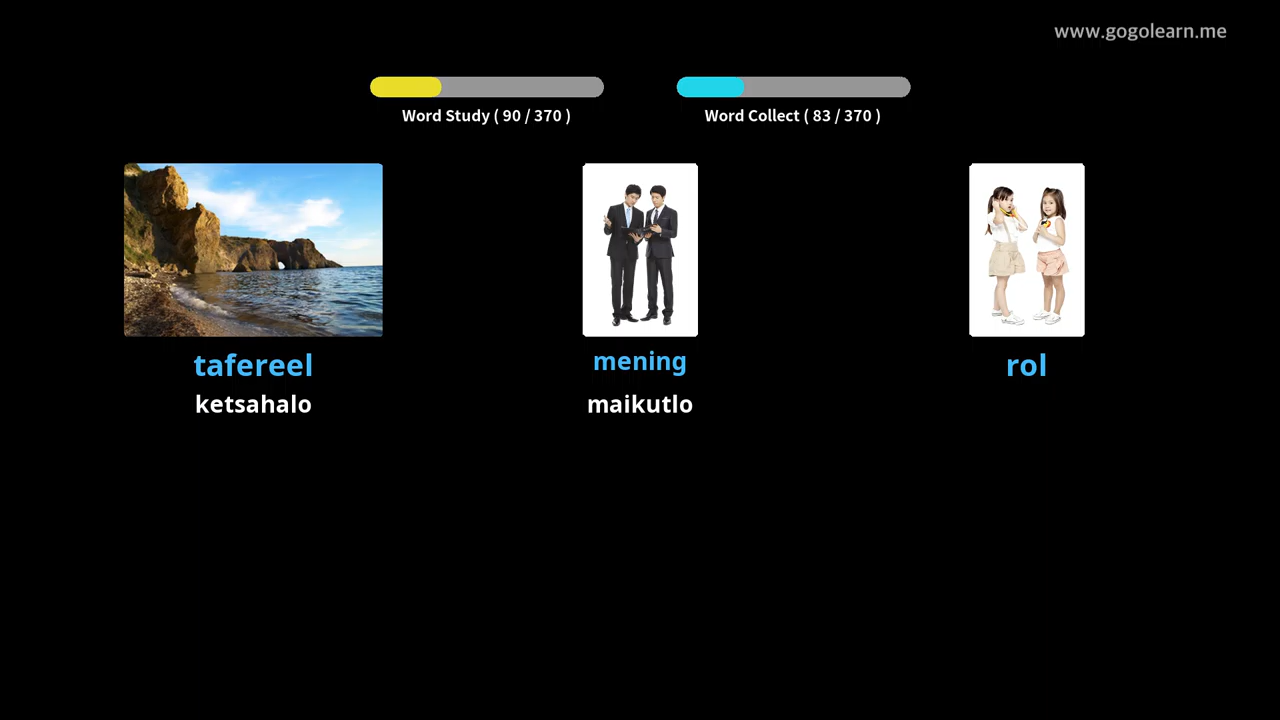 www.gogolearn.me
Word Study ( 90 / 370 )
Word Collect ( 83 / 370 )
tafereel
mening
rol
ketsahalo
maikutlo